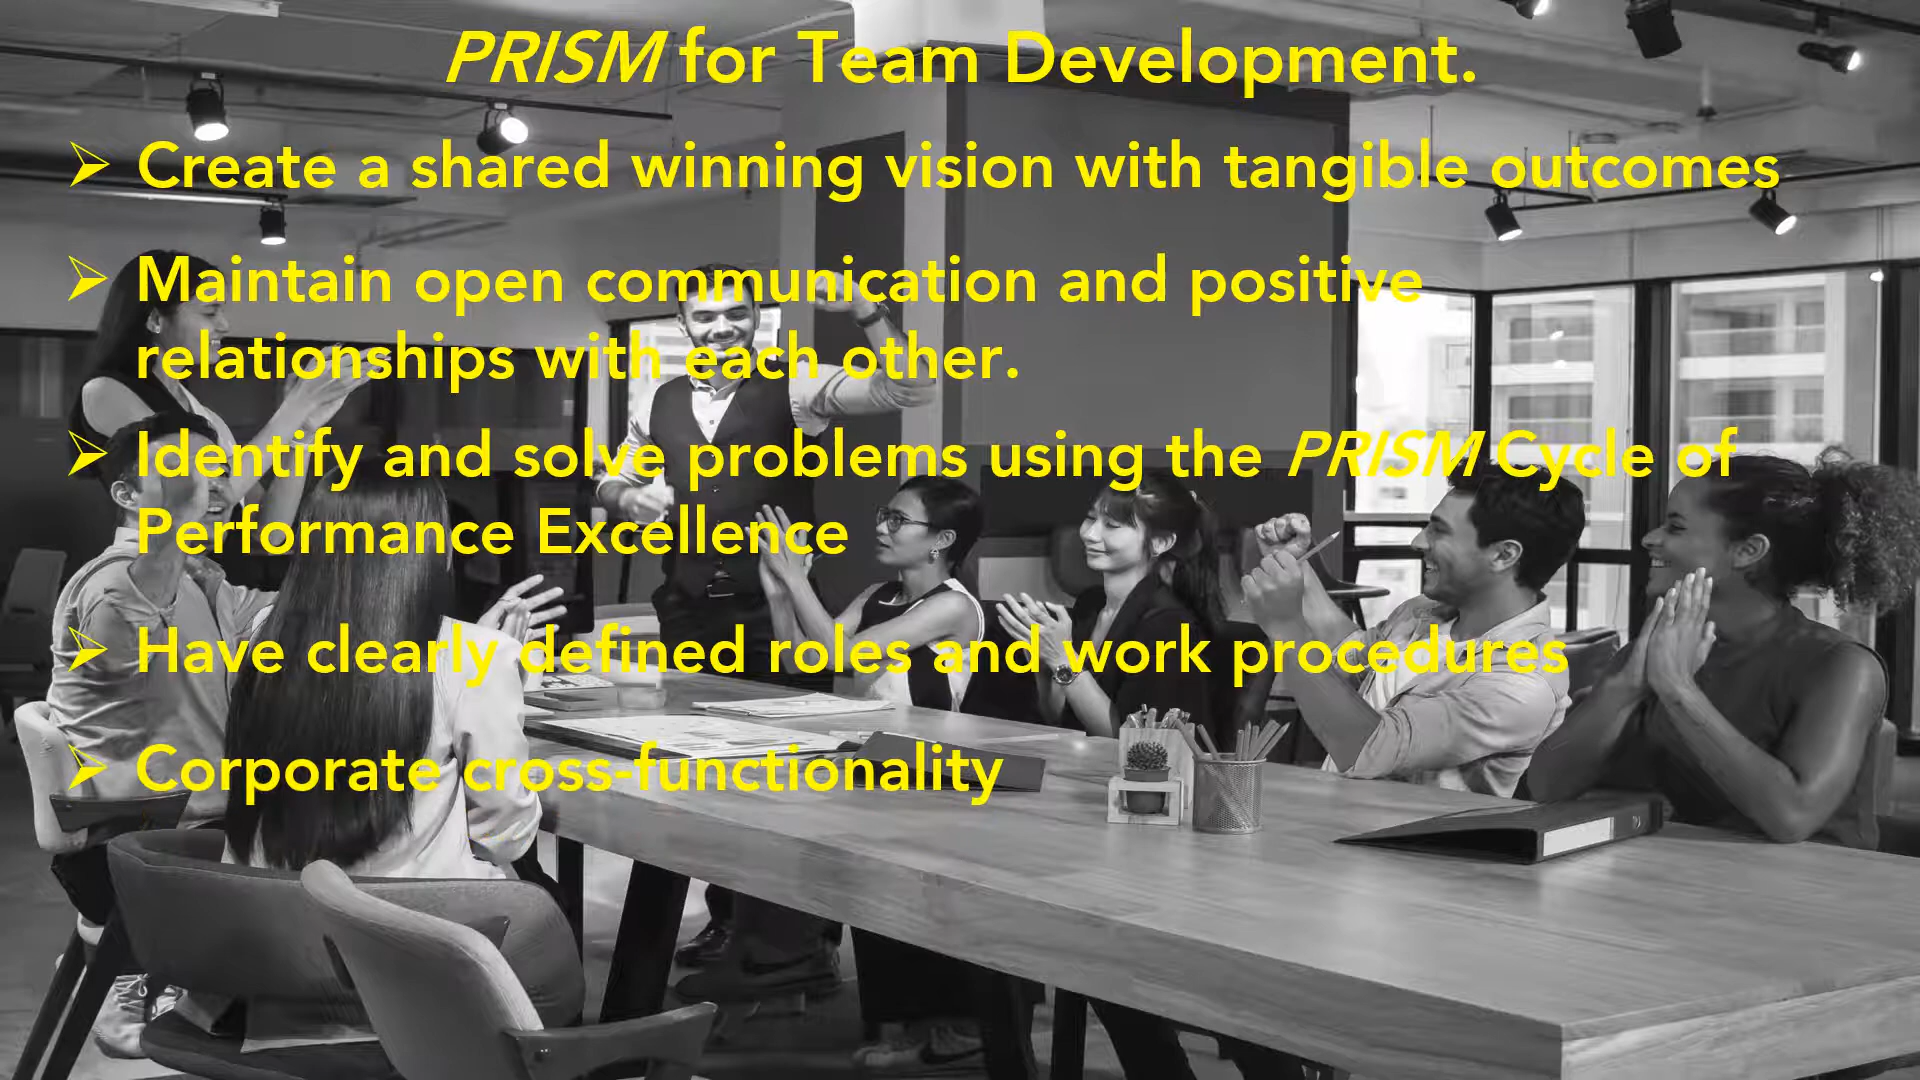 PRISM for Team Development.
➢ Create a shared winning vision with tangible outcomes
➢ Maintain open communication and positive
relationships with each other.
➢ Identify and solve problems using the PRISM Cycle of
Performance Excellence
➢ Have clearly defined roles and work procedures
➢ Corporate cross-functionality